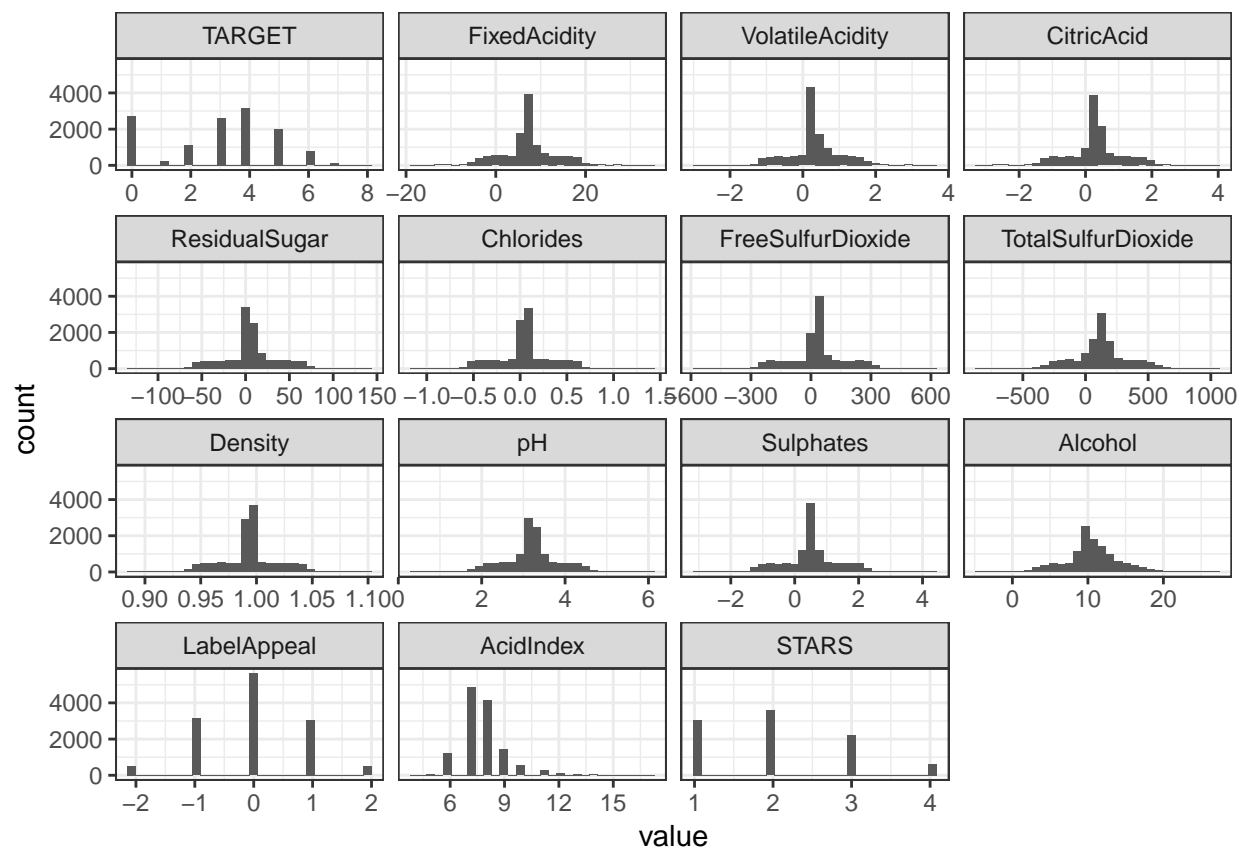 TARGET FixedAcidity VolatileAcidity CitricAcid
4000
2000
0
0 2 4 6 8 −20 0 20 −2 0 2 4 −2 0 2 4
ResidualSugar Chlorides FreeSulfurDioxide TotalSulfurDioxide
4000
2000
0
−100 −50 0 50 100 150 −1.0 −0.5 0.0 0.5 1.0 1.5 −600 −300 0 300 600 −500 0 500 1000
count
Density pH Sulphates Alcohol
4000
2000
0
0.90 0.95 1.00 1.05 1.10 0 2 4 6 −2 0 2 4 0 10 20
LabelAppeal AcidIndex STARS
4000
2000
0
−2 −1 0 1 2 6 9 12 15 1 2 3 4
value